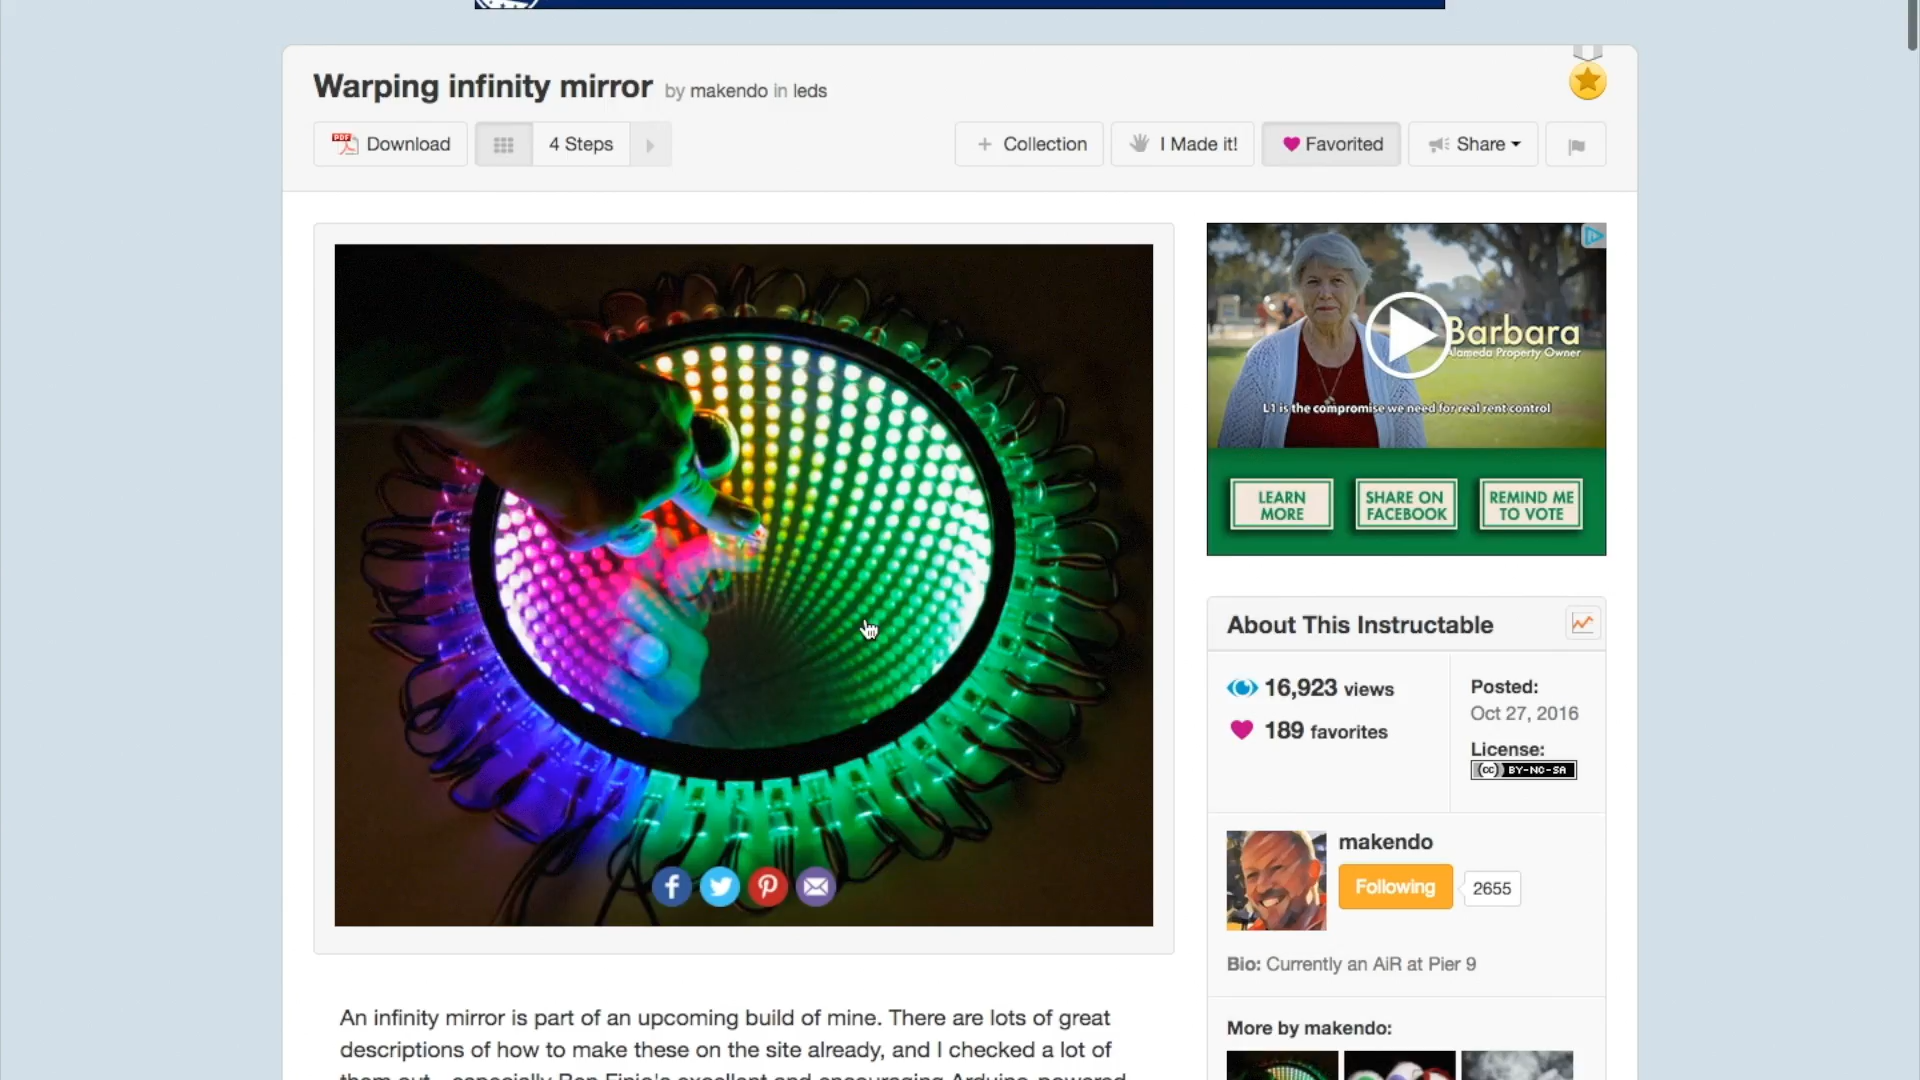 Warping infinity mirror by makendo in leds
PDF Download 4 Steps + Collection I Made it! Favorited Share
Barbara
Alameda Property Owner
L1 is the compromise we need for real rent control
LEARN MORE
SHARE ON FACEBOOK
REMIND ME TO VOTE
About This Instructable
16,923 views
189 favorites
Posted:
Oct 27, 2016
License:
(cc) BY-NC-SA
makendo
Following 2655
Bio: Currently an AiR at Pier 9
More by makendo:
An infinity mirror is part of an upcoming build of mine. There are lots of great
descriptions of how to make these on the site already, and I checked a lot of